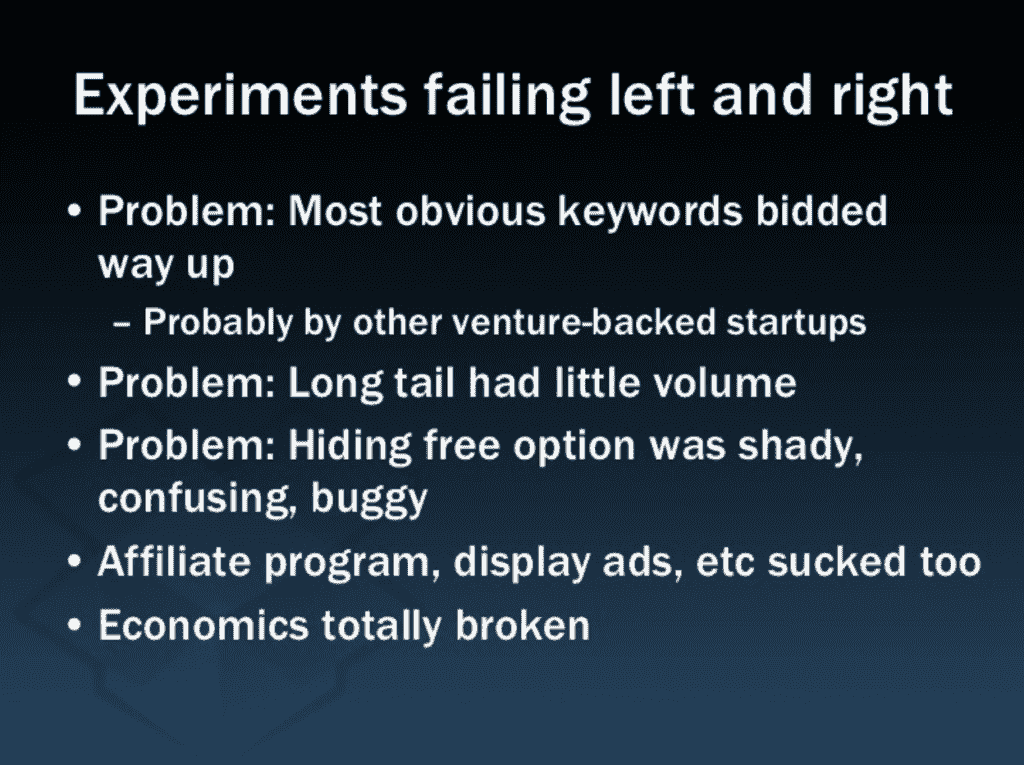 Experiments failing left and right
• Problem: Most obvious keywords bidded
way up
– Probably by other venture-backed startups
• Problem: Long tail had little volume
• Problem: Hiding free option was shady,
confusing, buggy
• Affiliate program, display ads, etc sucked too
• Economics totally broken